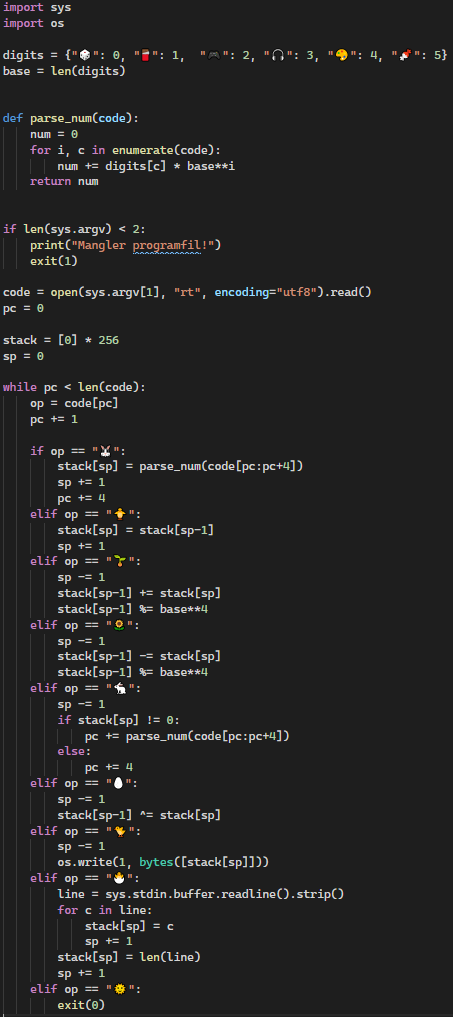 import sys
import os

digits = {"🎲": 0, "🧧": 1,  "🎮": 2, "🎧": 3, "🎨": 4, "🚀": 5}
base = len(digits)


def parse_num(code):
    num = 0
    for i, c in enumerate(code):
        num += digits[c] * base**i
    return num


if len(sys.argv) < 2:
    print("Mangler programfil!")
    exit(1)

code = open(sys.argv[1], "rt", encoding="utf8").read()
pc = 0

stack = [0] * 256
sp = 0

while pc < len(code):
    op = code[pc]
    pc += 1

    if op == "🐰":
        stack[sp] = parse_num(code[pc:pc+4])
        sp += 1
        pc += 4
    elif op == "🐥":
        stack[sp] = stack[sp-1]
        sp += 1
    elif op == "🌱":
        sp -= 1
        stack[sp-1] += stack[sp]
        stack[sp-1] %= base**4
    elif op == "🌻":
        sp -= 1
        stack[sp-1] -= stack[sp]
        stack[sp-1] %= base**4
    elif op == "🐇":
        sp -= 1
        if stack[sp] != 0:
            pc += parse_num(code[pc:pc+4])
        else:
            pc += 4
    elif op == "🥚":
        sp -= 1
        stack[sp-1] ^= stack[sp]
    elif op == "🐤":
        sp -= 1
        os.write(1, bytes([stack[sp]]))
    elif op == "🐣":
        line = sys.stdin.buffer.readline().strip()
        for c in line:
            stack[sp] = c
            sp += 1
        stack[sp] = len(line)
        sp += 1
    elif op == "🌞":
        exit(0)